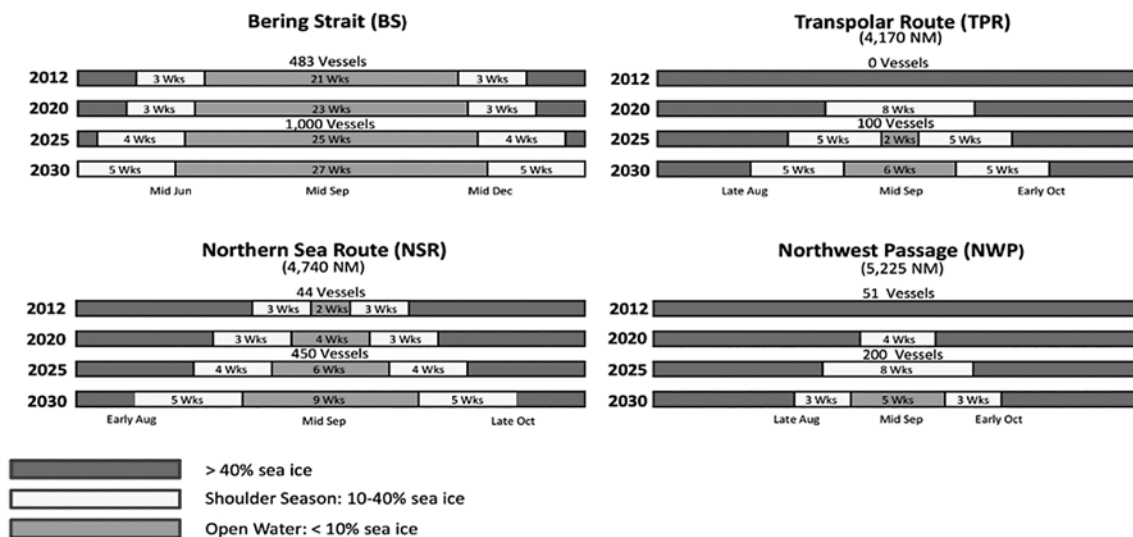 Bering Strait (BS)
483 Vessels
2012 3 Wks 21 Wks 3 Wks
2020 3 Wks 23 Wks 3 Wks
1,000 Vessels
2025 4 Wks 25 Wks 4 Wks
2030 5 Wks 27 Wks 5 Wks
Mid Jun Mid Sep Mid Dec
Transpolar Route (TPR)
(4,170 NM)
0 Vessels
2012
2020 8 Wks
100 Vessels
2025 5 Wks 2 Wks 5 Wks
2030 5 Wks 6 Wks 5 Wks
Late Aug Mid Sep Early Oct
Northern Sea Route (NSR)
(4,740 NM)
44 Vessels
2012 3 Wks 2 Wks 3 Wks
2020 3 Wks 4 Wks 3 Wks
450 Vessels
2025 4 Wks 6 Wks 4 Wks
2030 5 Wks 9 Wks 5 Wks
Early Aug Mid Sep Late Oct
Northwest Passage (NWP)
(5,225 NM)
51 Vessels
2012
2020 4 Wks
200 Vessels
2025 8 Wks
2030 3 Wks 5 Wks 3 Wks
Late Aug Mid Sep Early Oct
> 40% sea ice
Shoulder Season: 10-40% sea ice
Open Water: < 10% sea ice